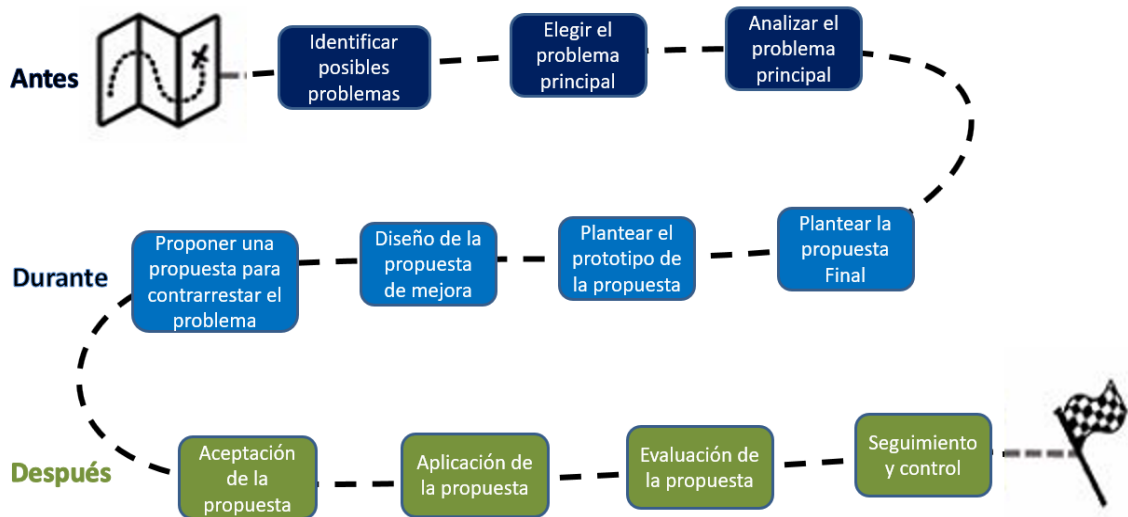 Antes
Identificar
posibles
problemas
Elegir el
problema
principal
Analizar el
problema
principal
Durante
Proponer una
propuesta para
contrarrestar el
problema
Diseño de la
propuesta
de mejora
Plantear el
prototipo de
la propuesta
Plantear la
propuesta
Final
Después
Aceptación
de la
propuesta
Aplicación de
la propuesta
Evaluación de
la propuesta
Seguimiento
y control